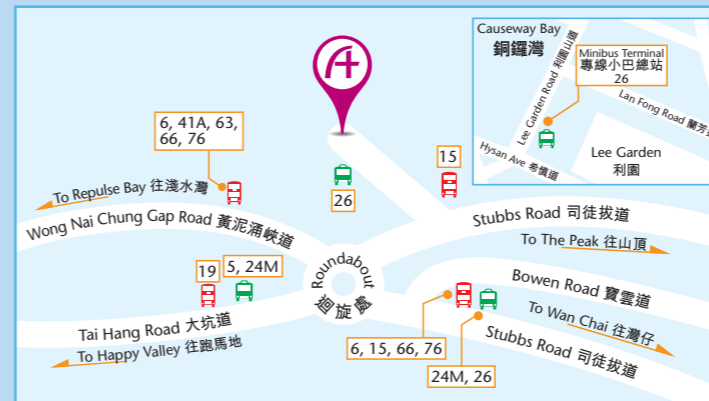 Causeway Bay
銅鑼灣
Minibus Terminal
專線小巴總站
26
Lee Garden Road 利園山道
Lan Fong Road 蘭芳
Hysan Ave 希慎道
Lee Garden
利園
6, 41A, 63,
66, 76
26
15
To Repulse Bay 往淺水灣
Wong Nai Chung Gap Road 黃泥涌峽道
Stubbs Road 司徒拔道
To The Peak 往山頂
Roundabout
迴旋處
19
5, 24M
Bowen Road 寶雲道
To Wan Chai 往灣仔
Tai Hang Road 大坑道
To Happy Valley 往跑馬地
6, 15, 66, 76
24M, 26
Stubbs Road 司徒拔道